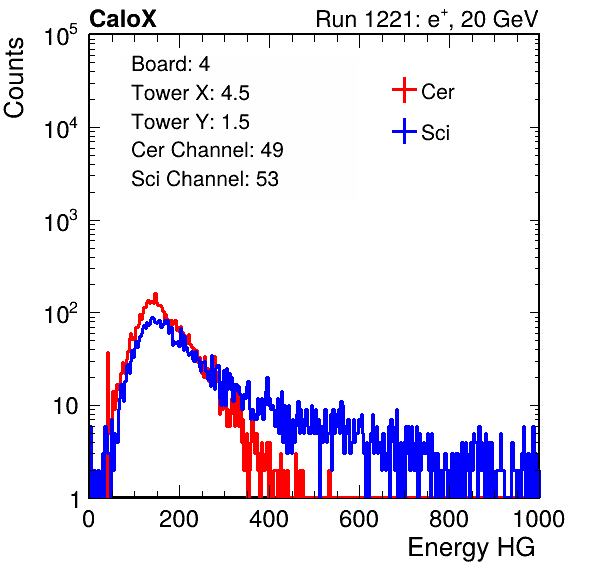 CaloX Run 1221: e⁺, 20 GeV
Counts
Board: 4
Tower X: 4.5
Tower Y: 1.5
Cer Channel: 49
Sci Channel: 53
Cer
Sci
10⁵
10⁴
10³
10²
10
1
0 200 400 600 800 1000
Energy HG